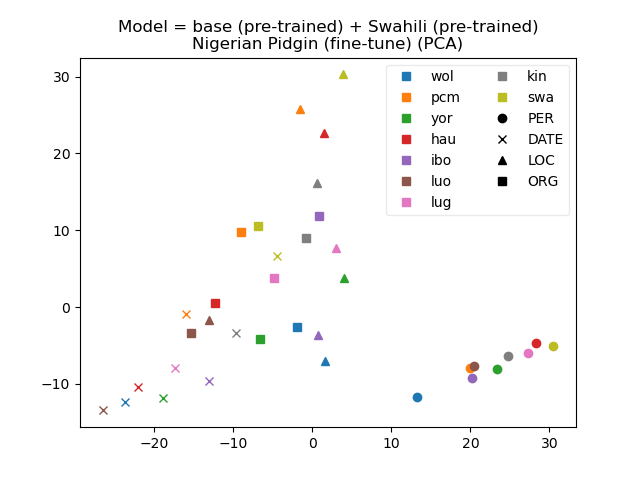 Model = base (pre-trained) + Swahili (pre-trained)
Nigerian Pidgin (fine-tune) (PCA)
30
20
10
0
−10
−20
−10
0
10
20
30
wol
pcm
yor
hau
ibo
luo
lug
kin
swa
PER
DATE
LOC
ORG